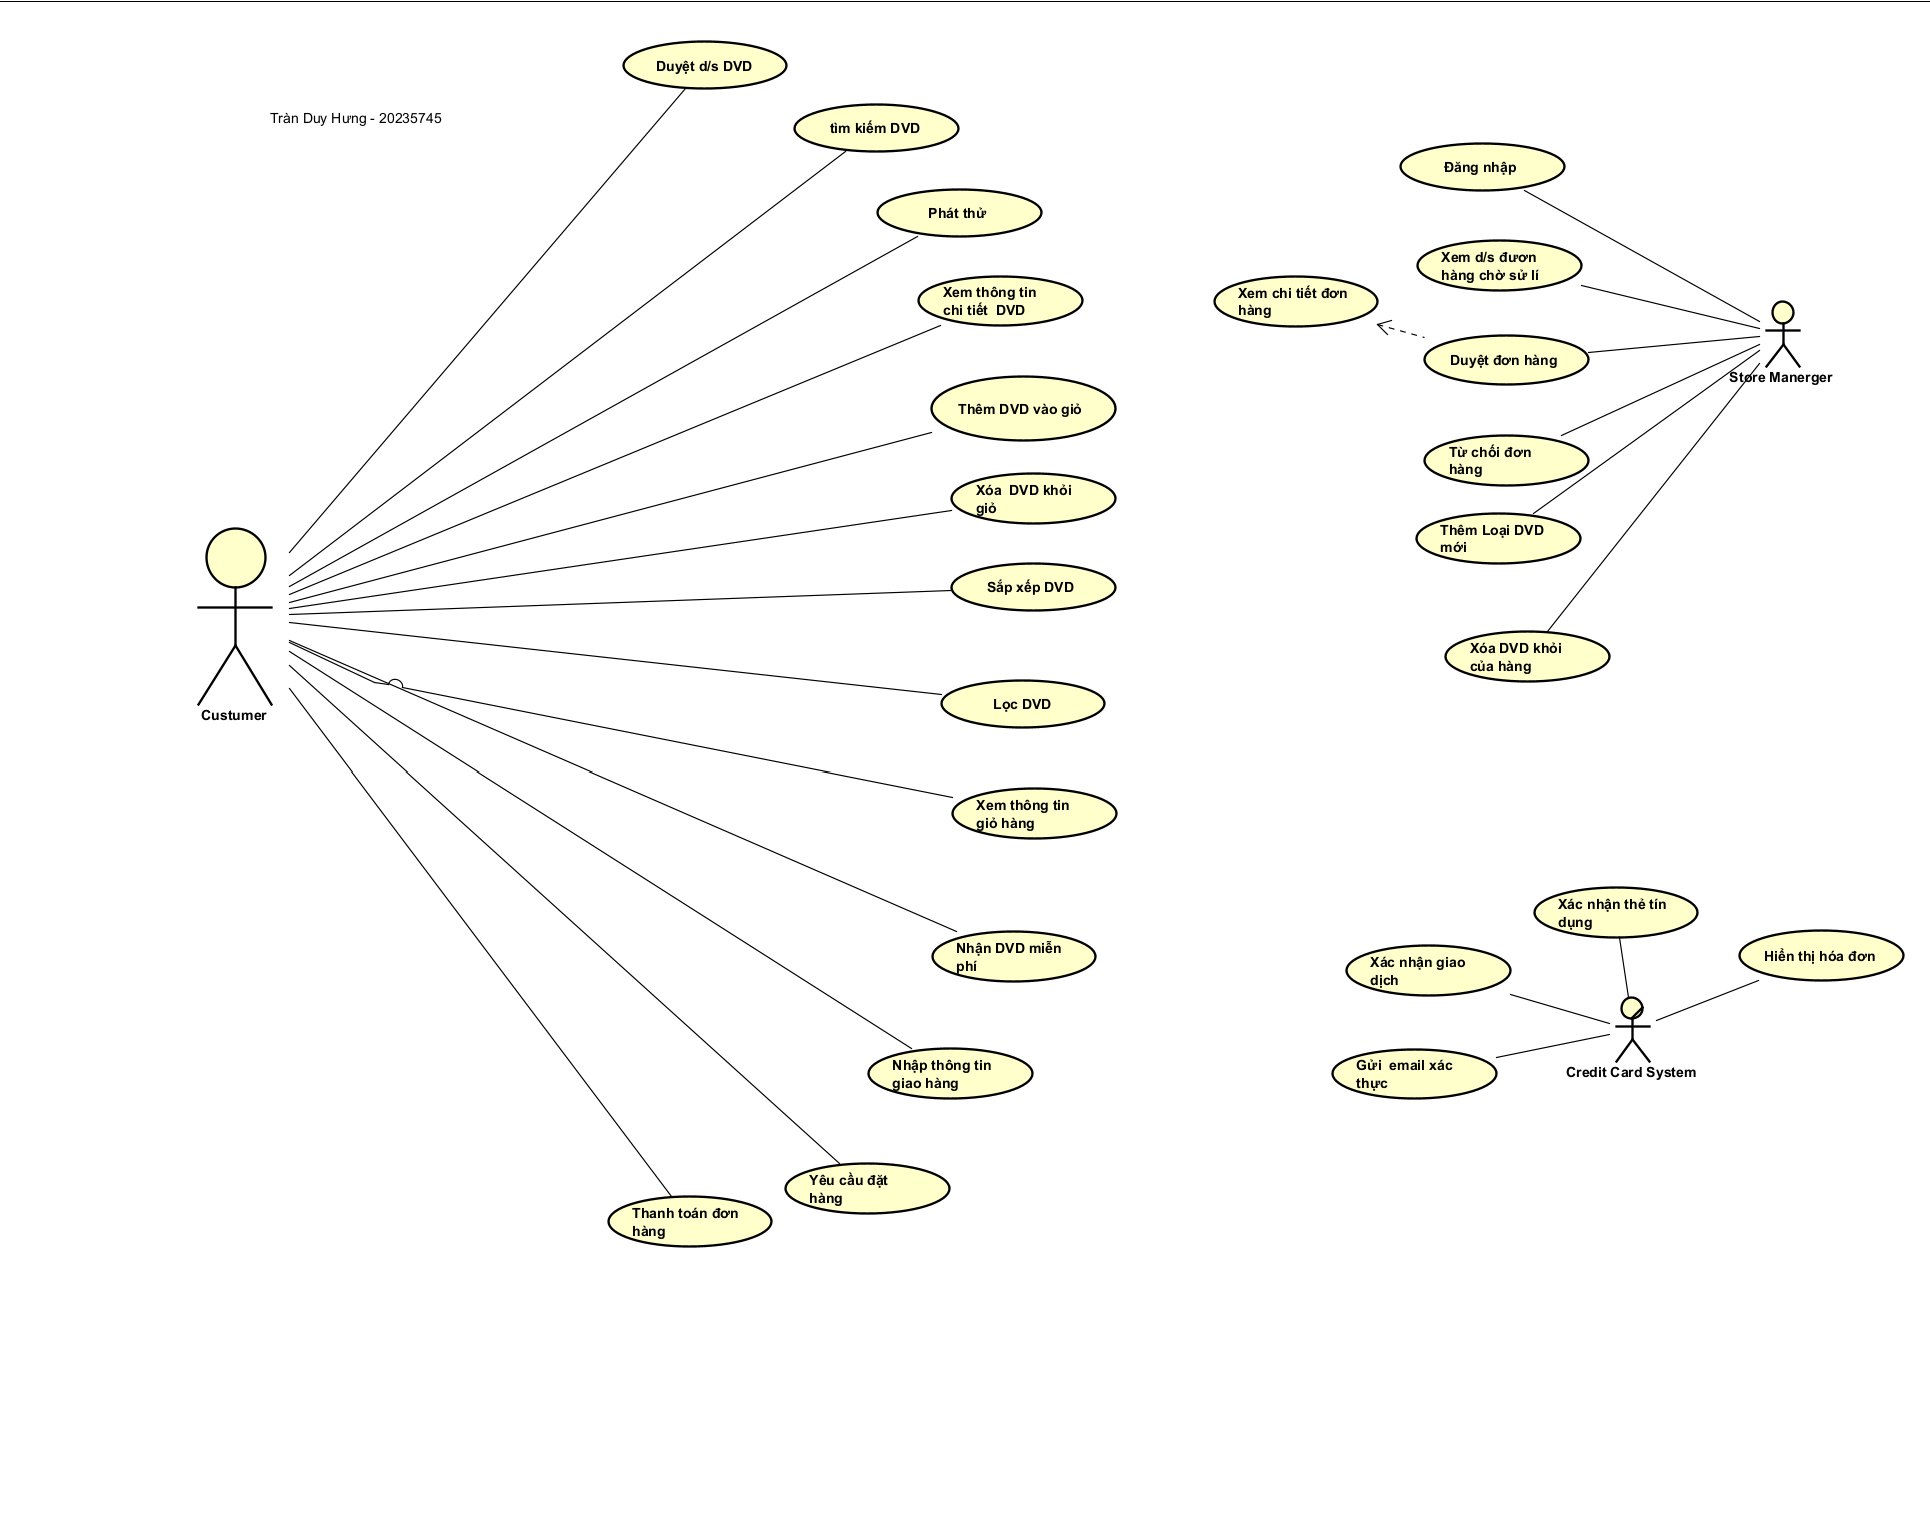 Duyệt d/s DVD
Tràn Duy Hưng - 20235745
tìm kiếm DVD
Phát thử
Xem thông tin
chi tiết  DVD
Thêm DVD vào giỏ
Xóa  DVD khỏi
giỏ
Sắp xếp DVD
Lọc DVD
Xem thông tin
giỏ hàng
Nhận DVD miễn
phí
Nhập thông tin
giao hàng
Yêu cầu đặt
hàng
Thanh toán đơn
hàng
Custumer
Đăng nhập
Xem d/s đươn
hàng chờ sử lí
Xem chi tiết đơn
hàng
Duyệt đơn hàng
Store Manerger
Từ chối đơn
hàng
Thêm Loại DVD
mới
Xóa DVD khỏi
của hàng
Xác nhận thẻ tín
dụng
Hiển thị hóa đơn
Xác nhận giao
dịch
Gửi  email xác
thực
Credit Card System